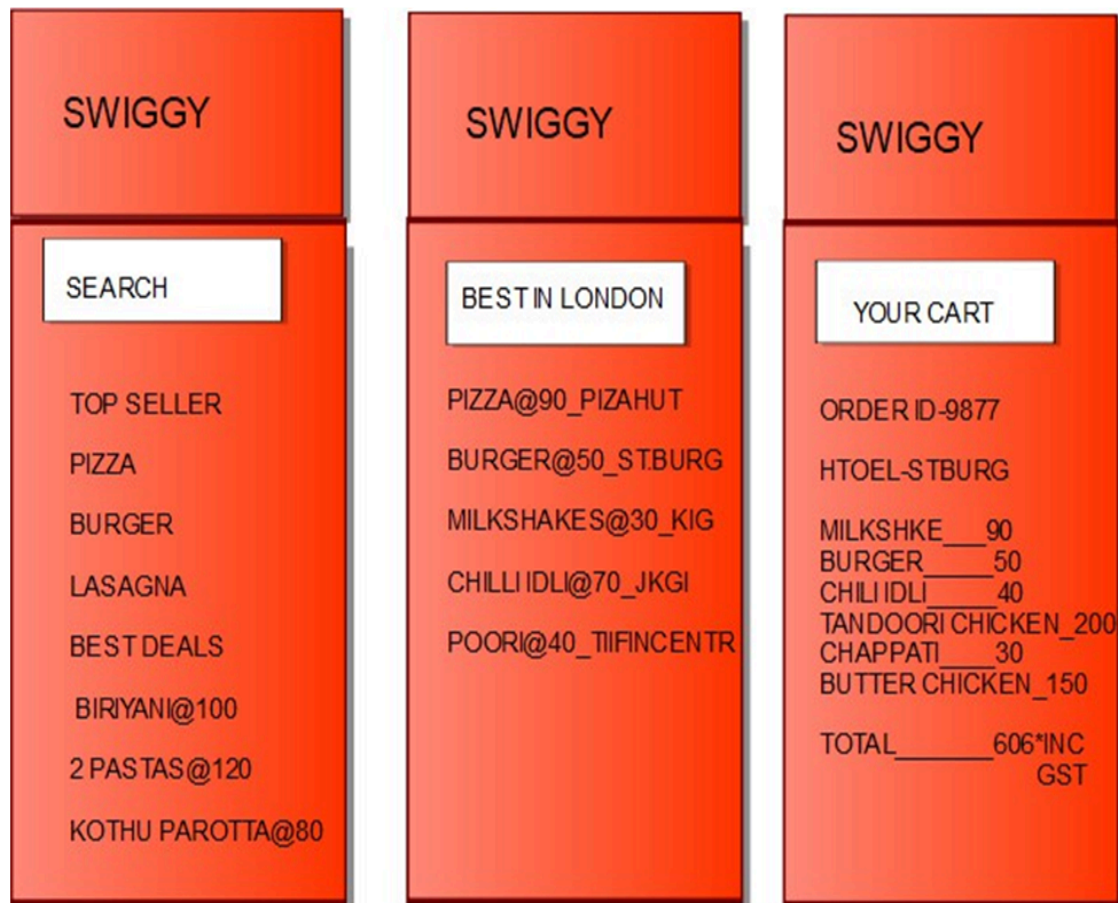 SWIGGY
SEARCH
TOP SELLER
PIZZA
BURGER
LASAGNA
BEST DEALS
BIRIYANI@100
2 PASTAS@120
KOTHU PAROTTA@80
SWIGGY
BEST IN LONDON
PIZZA@90_PIZAHUT
BURGER@50_ST.BURG
MILKSHAKES@30_KIG
CHILLI IDLI@70_JKGI
POORI@40_TIIFINCENTR
SWIGGY
YOUR CART
ORDER ID-9877
HTOEL-STBURG
MILKSHKE___90
BURGER_____50
CHILI IDLI_____40
TANDOORI CHICKEN_200
CHAPPATI____30
BUTTER CHICKEN_150
TOTAL_______606*INC
GST